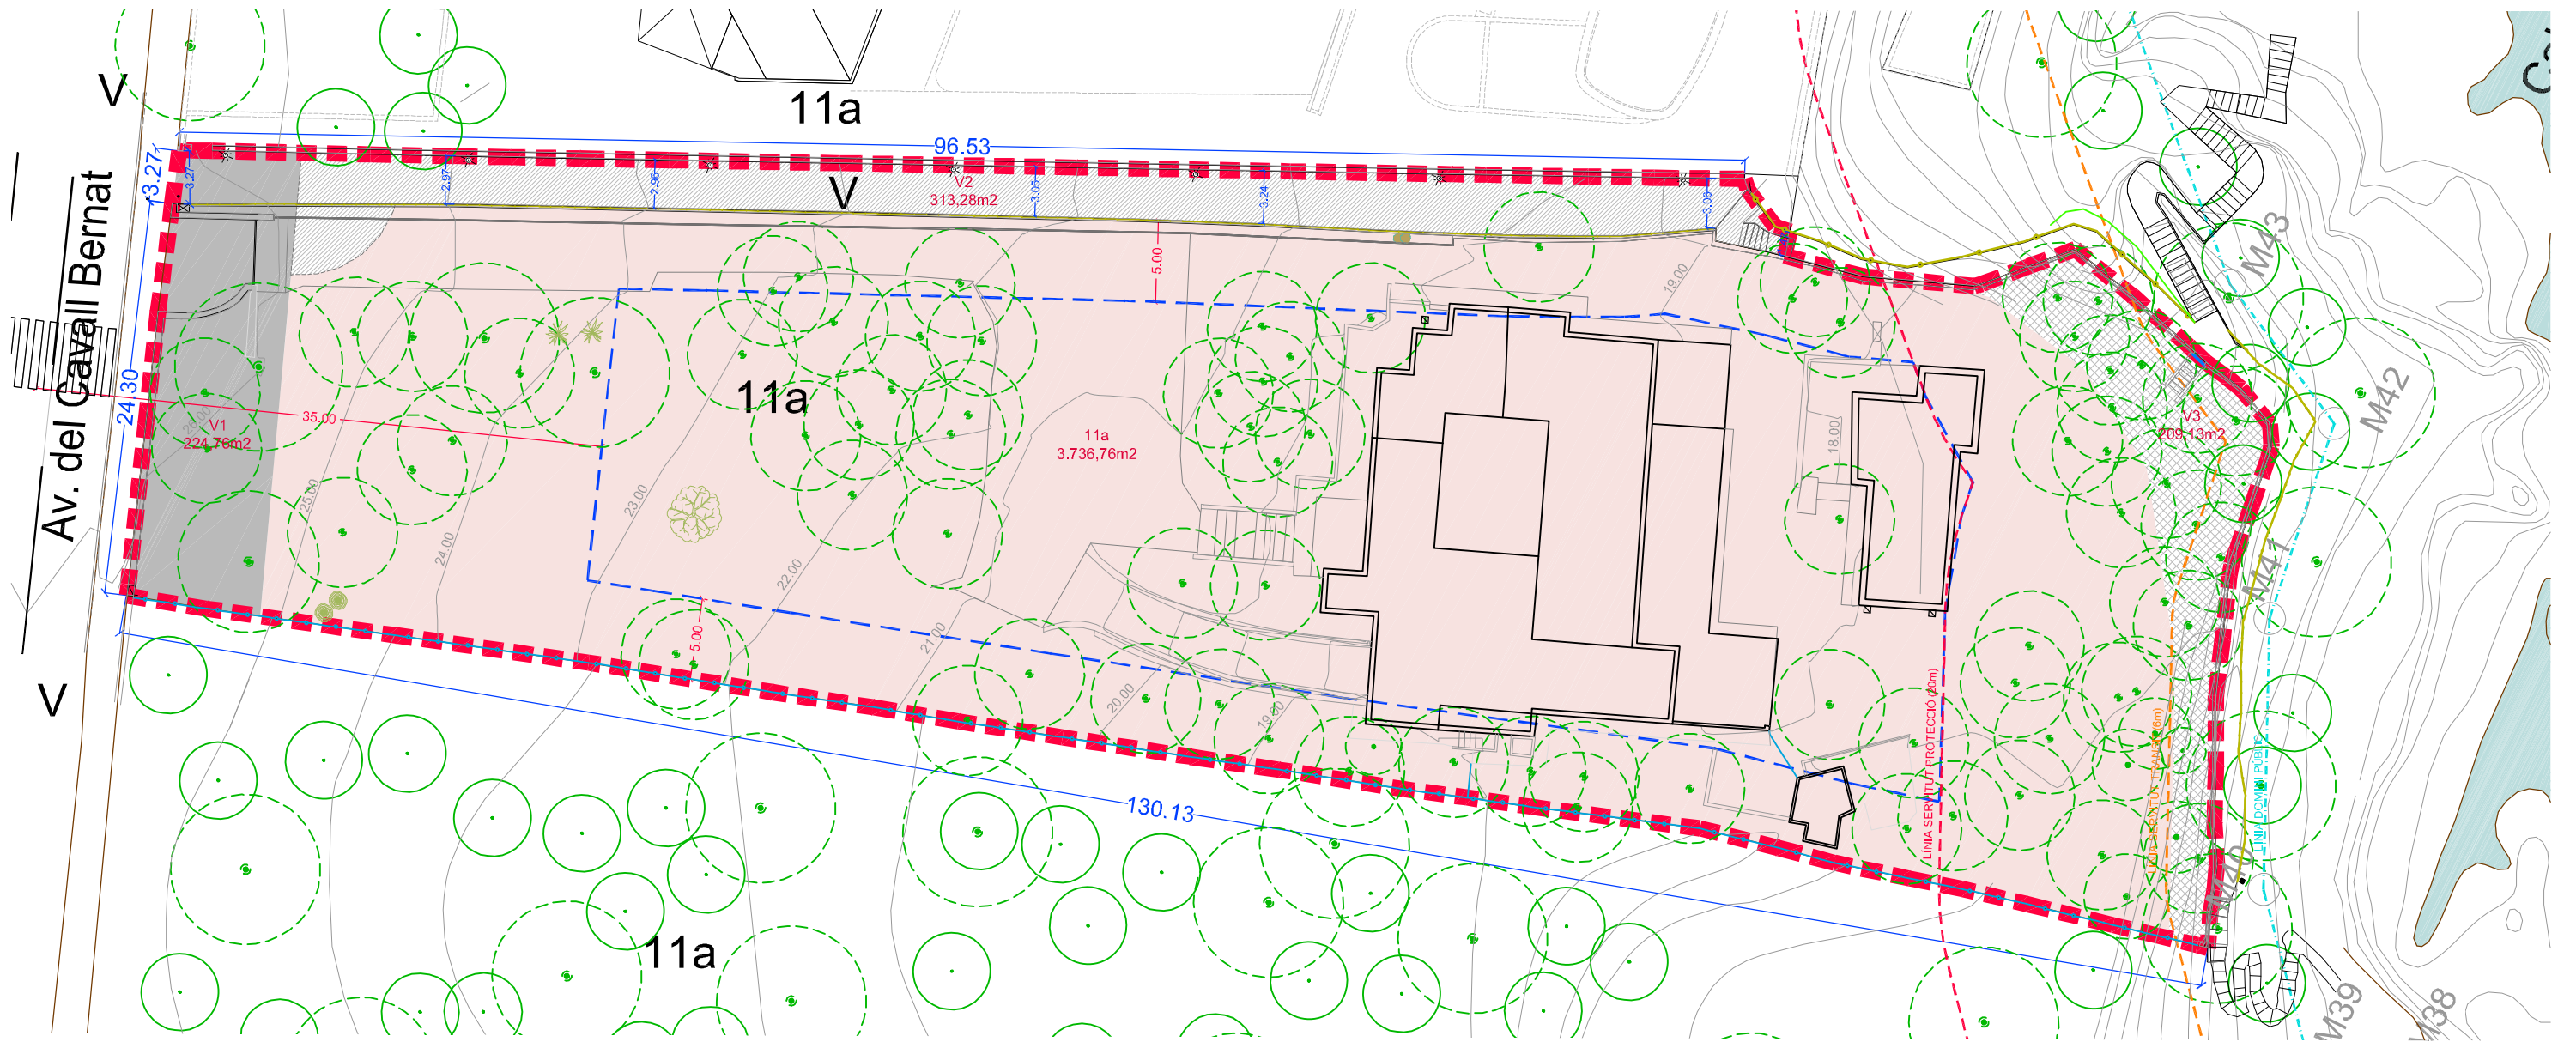 V
11a
96.53
3.27
3.27
2.97
2.96
V
V2
313,28m2
3.05
3.24
3.06
Av. del Cavall Bernat
24.30
5.00
19.00
M43
11a
35.00
26.00
V1
224,76m2
11a
3.736,76m2
18.00
V3
209,13m2
M42
25.00
23.00
24.00
22.00
M41
21.00
5.00
20.00
19.00
V
130.13
LÍNIA SERVITUT PROTECCIÓ (20m)
LÍNIA DOMINI PÚBLIC
M40
11a
M39
M38